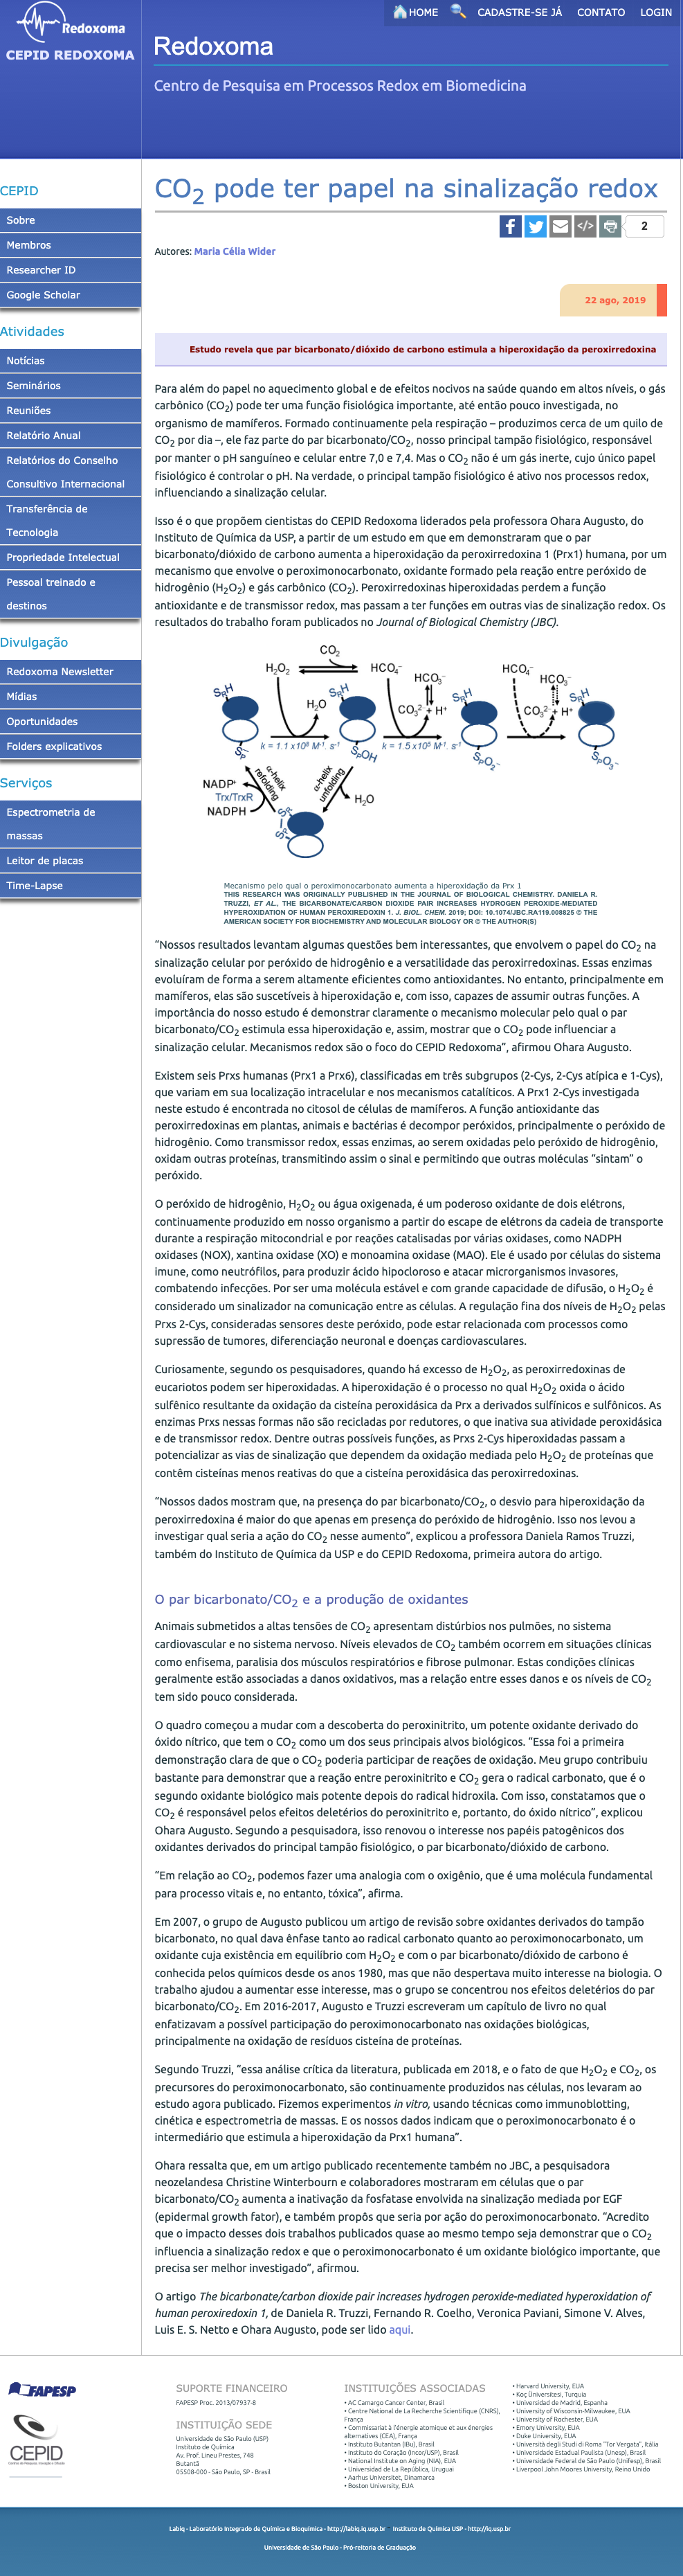 HOME
CADASTRE-SE JÁ
CONTATO
LOGIN
Redoxoma
CEPID REDOXOMA
Redoxoma
Centro de Pesquisa em Processos Redox em Biomedicina
CEPID
Sobre
Membros
Researcher ID
Google Scholar
Atividades
Notícias
Seminários
Reuniões
Relatório Anual
Relatórios do Conselho
Consultivo Internacional
Transferência de
Tecnologia
Propriedade Intelectual
Pessoal treinado e
destinos
Divulgação
Redoxoma Newsletter
Mídias
Oportunidades
Folders explicativos
Serviços
Espectrometria de
massas
Leitor de placas
Time-Lapse
CO2 pode ter papel na sinalização redox
2
Autores: Maria Célia Wider
22 ago, 2019
Estudo revela que par bicarbonato/dióxido de carbono estimula a hiperoxidação da peroxirredoxina
Para além do papel no aquecimento global e de efeitos nocivos na saúde quando em altos níveis, o gás
carbônico (CO2) pode ter uma função fisiológica importante, até então pouco investigada, no
organismo de mamíferos. Formado continuamente pela respiração – produzimos cerca de um quilo de
CO2 por dia –, ele faz parte do par bicarbonato/CO2, nosso principal tampão fisiológico, responsável
por manter o pH sanguíneo e celular entre 7,0 e 7,4. Mas o CO2 não é um gás inerte, cujo único papel
fisiológico é controlar o pH. Na verdade, o principal tampão fisiológico é ativo nos processos redox,
influenciando a sinalização celular.
Isso é o que propõem cientistas do CEPID Redoxoma liderados pela professora Ohara Augusto, do
Instituto de Química da USP, a partir de um estudo em que em demonstraram que o par
bicarbonato/dióxido de carbono aumenta a hiperoxidação da peroxirredoxina 1 (Prx1) humana, por um
mecanismo que envolve o peroximonocarbonato, oxidante formado pela reação entre peróxido de
hidrogênio (H2O2) e gás carbônico (CO2). Peroxirredoxinas hiperoxidadas perdem a função
antioxidante e de transmissor redox, mas passam a ter funções em outras vias de sinalização redox. Os
resultados do trabalho foram publicados no Journal of Biological Chemistry (JBC).
CO2
H2O2
HCO4−
HCO4−
HCO4−
SRH
SRH
SRH
SRH
H2O
CO32− + H+
CO32− + H+
SP−
k = 1.1x10⁸ M-1. s-1
SPOH
k = 1.5x10⁵ M-1. s-1
SPO2−
SPO3−
NADP+
Trx/TrxR
NADPH
α-helix
refolding
α-helix
unfolding
H2O
SR
SP
Mecanismo pelo qual o peroximonocarbonato aumenta a hiperoxidação da Prx 1
THIS RESEARCH WAS ORIGINALLY PUBLISHED IN THE JOURNAL OF BIOLOGICAL CHEMISTRY. DANIELA R.
TRUZZI, ET AL., THE BICARBONATE/CARBON DIOXIDE PAIR INCREASES HYDROGEN PEROXIDE-MEDIATED
HYPEROXIDATION OF HUMAN PEROXIREDOXIN 1. J. BIOL. CHEM. 2019; DOI: 10.1074/JBC.RA119.008825 © THE
AMERICAN SOCIETY FOR BIOCHEMISTRY AND MOLECULAR BIOLOGY OR © THE AUTHOR(S)
“Nossos resultados levantam algumas questões bem interessantes, que envolvem o papel do CO2 na
sinalização celular por peróxido de hidrogênio e a versatilidade das peroxirredoxinas. Essas enzimas
evoluíram de forma a serem altamente eficientes como antioxidantes. No entanto, principalmente em
mamíferos, elas são suscetíveis à hiperoxidação e, com isso, capazes de assumir outras funções. A
importância do nosso estudo é demonstrar claramente o mecanismo molecular pelo qual o par
bicarbonato/CO2 estimula essa hiperoxidação e, assim, mostrar que o CO2 pode influenciar a
sinalização celular. Mecanismos redox são o foco do CEPID Redoxoma”, afirmou Ohara Augusto.
Existem seis Prxs humanas (Prx1 a Prx6), classificadas em três subgrupos (2-Cys, 2-Cys atípica e 1-Cys),
que variam em sua localização intracelular e nos mecanismos catalíticos. A Prx1 2-Cys investigada
neste estudo é encontrada no citosol de células de mamíferos. A função antioxidante das
peroxirredoxinas em plantas, animais e bactérias é decompor peróxidos, principalmente o peróxido de
hidrogênio. Como transmissor redox, essas enzimas, ao serem oxidadas pelo peróxido de hidrogênio,
oxidam outras proteínas, transmitindo assim o sinal e permitindo que outras moléculas “sintam” o
peróxido.
O peróxido de hidrogênio, H2O2 ou água oxigenada, é um poderoso oxidante de dois elétrons,
continuamente produzido em nosso organismo a partir do escape de elétrons da cadeia de transporte
durante a respiração mitocondrial e por reações catalisadas por várias oxidases, como NADPH
oxidases (NOX), xantina oxidase (XO) e monoamina oxidase (MAO). Ele é usado por células do sistema
imune, como neutrófilos, para produzir ácido hipocloroso e atacar microrganismos invasores,
combatendo infecções. Por ser uma molécula estável e com grande capacidade de difusão, o H2O2 é
considerado um sinalizador na comunicação entre as células. A regulação fina dos níveis de H2O2 pelas
Prxs 2-Cys, consideradas sensores deste peróxido, pode estar relacionada com processos como
supressão de tumores, diferenciação neuronal e doenças cardiovasculares.
Curiosamente, segundo os pesquisadores, quando há excesso de H2O2, as peroxirredoxinas de
eucariotos podem ser hiperoxidadas. A hiperoxidação é o processo no qual H2O2 oxida o ácido
sulfênico resultante da oxidação da cisteína peroxidásica da Prx a derivados sulfínicos e sulfônicos. As
enzimas Prxs nessas formas não são recicladas por redutores, o que inativa sua atividade peroxidásica
e de transmissor redox. Dentre outras possíveis funções, as Prxs 2-Cys hiperoxidadas passam a
potencializar as vias de sinalização que dependem da oxidação mediada pelo H2O2 de proteínas que
contêm cisteínas menos reativas do que a cisteína peroxidásica das peroxirredoxinas.
“Nossos dados mostram que, na presença do par bicarbonato/CO2, o desvio para hiperoxidação da
peroxirredoxina é maior do que apenas em presença do peróxido de hidrogênio. Isso nos levou a
investigar qual seria a ação do CO2 nesse aumento”, explicou a professora Daniela Ramos Truzzi,
também do Instituto de Química da USP e do CEPID Redoxoma, primeira autora do artigo.
O par bicarbonato/CO2 e a produção de oxidantes
Animais submetidos a altas tensões de CO2 apresentam distúrbios nos pulmões, no sistema
cardiovascular e no sistema nervoso. Níveis elevados de CO2 também ocorrem em situações clínicas
como enfisema, paralisia dos músculos respiratórios e fibrose pulmonar. Estas condições clínicas
geralmente estão associadas a danos oxidativos, mas a relação entre esses danos e os níveis de CO2
tem sido pouco considerada.
O quadro começou a mudar com a descoberta do peroxinitrito, um potente oxidante derivado do
óxido nítrico, que tem o CO2 como um dos seus principais alvos biológicos. “Essa foi a primeira
demonstração clara de que o CO2 poderia participar de reações de oxidação. Meu grupo contribuiu
bastante para demonstrar que a reação entre peroxinitrito e CO2 gera o radical carbonato, que é o
segundo oxidante biológico mais potente depois do radical hidroxila. Com isso, constatamos que o
CO2 é responsável pelos efeitos deletérios do peroxinitrito e, portanto, do óxido nítrico”, explicou
Ohara Augusto. Segundo a pesquisadora, isso renovou o interesse nos papéis patogênicos dos
oxidantes derivados do principal tampão fisiológico, o par bicarbonato/dióxido de carbono.
“Em relação ao CO2, podemos fazer uma analogia com o oxigênio, que é uma molécula fundamental
para processo vitais e, no entanto, tóxica”, afirma.
Em 2007, o grupo de Augusto publicou um artigo de revisão sobre oxidantes derivados do tampão
bicarbonato, no qual dava ênfase tanto ao radical carbonato quanto ao peroximonocarbonato, um
oxidante cuja existência em equilíbrio com H2O2 e com o par bicarbonato/dióxido de carbono é
conhecida pelos químicos desde os anos 1980, mas que não despertava muito interesse na biologia. O
trabalho ajudou a aumentar esse interesse, mas o grupo se concentrou nos efeitos deletérios do par
bicarbonato/CO2. Em 2016-2017, Augusto e Truzzi escreveram um capítulo de livro no qual
enfatizavam a possível participação do peroximonocarbonato nas oxidações biológicas,
principalmente na oxidação de resíduos cisteína de proteínas.
Segundo Truzzi, “essa análise crítica da literatura, publicada em 2018, e o fato de que H2O2 e CO2, os
precursores do peroximonocarbonato, são continuamente produzidos nas células, nos levaram ao
estudo agora publicado. Fizemos experimentos in vitro, usando técnicas como immunoblotting,
cinética e espectrometria de massas. E os nossos dados indicam que o peroximonocarbonato é o
intermediário que estimula a hiperoxidação da Prx1 humana”.
Ohara ressalta que, em um artigo publicado recentemente também no JBC, a pesquisadora
neozelandesa Christine Winterbourn e colaboradores mostraram em células que o par
bicarbonato/CO2 aumenta a inativação da fosfatase envolvida na sinalização mediada por EGF
(epidermal growth fator), e também propôs que seria por ação do peroximonocarbonato. “Acredito
que o impacto desses dois trabalhos publicados quase ao mesmo tempo seja demonstrar que o CO2
influencia a sinalização redox e que o peroximonocarbonato é um oxidante biológico importante, que
precisa ser melhor investigado”, afirmou.
O artigo The bicarbonate/carbon dioxide pair increases hydrogen peroxide-mediated hyperoxidation of
human peroxiredoxin 1, de Daniela R. Truzzi, Fernando R. Coelho, Veronica Paviani, Simone V. Alves,
Luis E. S. Netto e Ohara Augusto, pode ser lido aqui.
FAPESP
CEPID
SUPORTE FINANCEIRO
FAPESP Proc. 2013/07937-8
INSTITUIÇÃO SEDE
Universidade de São Paulo (USP)
Instituto de Química
Av. Prof. Lineu Prestes, 748
Butantã
05508-000 - São Paulo, SP - Brasil
INSTITUIÇÕES ASSOCIADAS
• AC Camargo Cancer Center, Brasil
• Centre National de La Recherche Scientifique (CNRS),
França
• Commissariat à l'énergie atomique et aux énergies
alternatives (CEA), França
• Instituto Butantan (IBu), Brasil
• Instituto do Coração (Incor/USP), Brasil
• National Institute on Aging (NIA), EUA
• Universidad de La República, Uruguai
• Aarhus Universitet, Dinamarca
• Boston University, EUA
• Harvard University, EUA
• Koç Üniversitesi, Turquia
• Universidad de Madrid, Espanha
• University of Wisconsin-Milwaukee, EUA
• University of Rochester, EUA
• Emory University, EUA
• Duke University, EUA
• Università degli Studi di Roma "Tor Vergata", Itália
• Universidade Estadual Paulista (Unesp), Brasil
• Universidade Federal de São Paulo (Unifesp), Brasil
• Liverpool John Moores University, Reino Unido
Labiq - Laboratório Integrado de Química e Bioquímica - http://labiq.iq.usp.br – Instituto de Química USP - http://iq.usp.br
Universidade de São Paulo - Pró-reitoria de Graduação